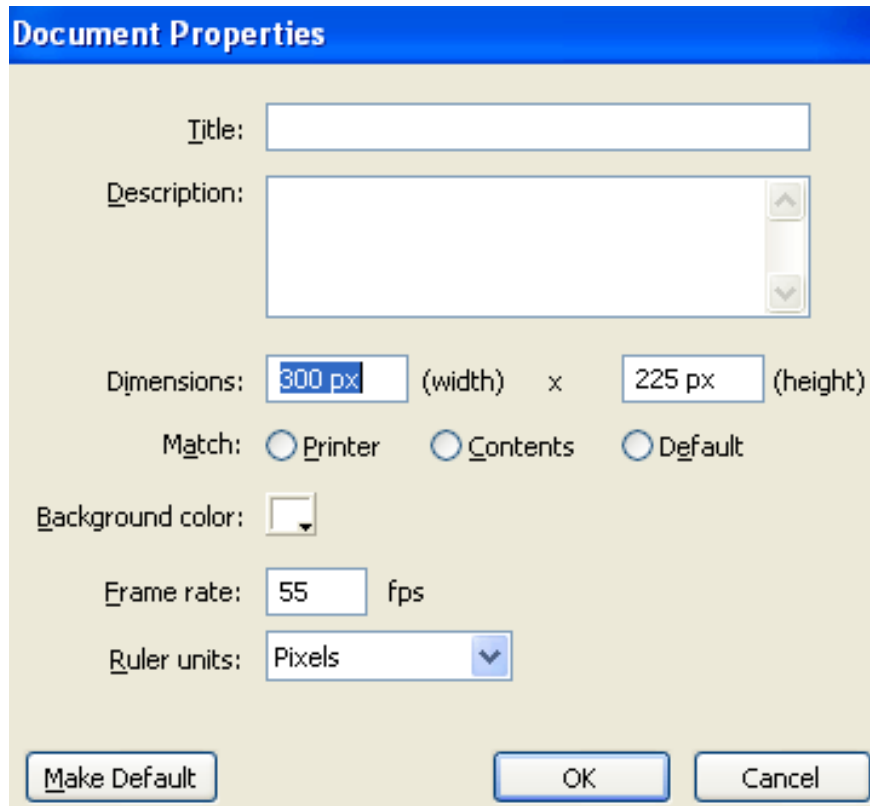 Document Properties
Title:
Description:
Dimensions: 300 px (width) x 225 px (height)
Match: Printer Contents Default
Background color:
Frame rate: 55 fps
Ruler units: Pixels
Make Default OK Cancel